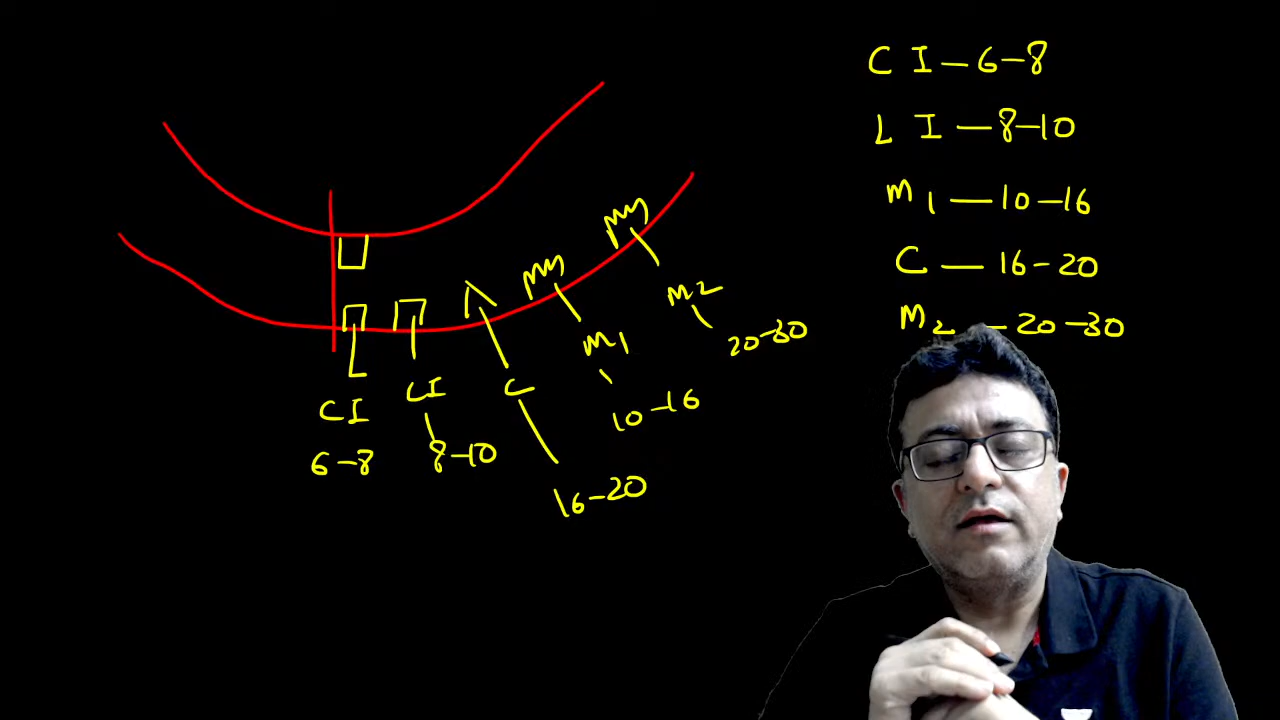 C I — 6-8
L I — 8-10
M1 — 10-16
C — 16-20
M2 — 20-30
CI
6-8
LI
8-10
C
16-20
M1
10-16
M2
20-30